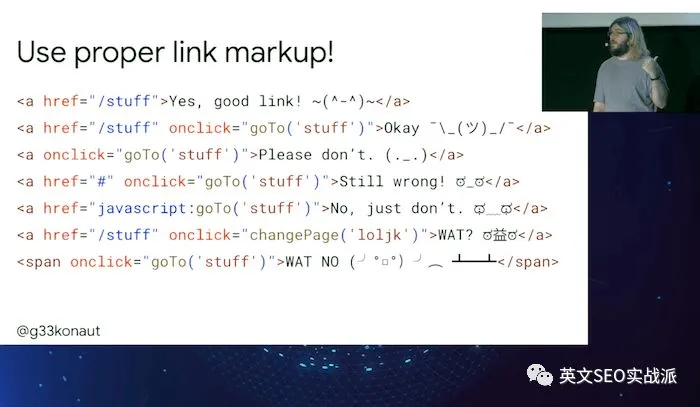 Use proper link markup!
<a href="/stuff">Yes, good link! ~(^-^)~</a>
<a href="/stuff" onclick="goTo('stuff')">Okay ¯\_(ツ)_/¯</a>
<a onclick="goTo('stuff')">Please don’t. (._.)</a>
<a href="#" onclick="goTo('stuff')">Still wrong! ಠ_ಠ</a>
<a href="javascript:goTo('stuff')">No, just don’t. ಥ﹏ಥ</a>
<a href="/stuff" onclick="changePage('loljk')">WAT? ಠ益ಠ</a>
<span onclick="goTo('stuff')">WAT NO (╯°□°）╯︵ ┻━┻</span>
@g33konaut
英文SEO实战派